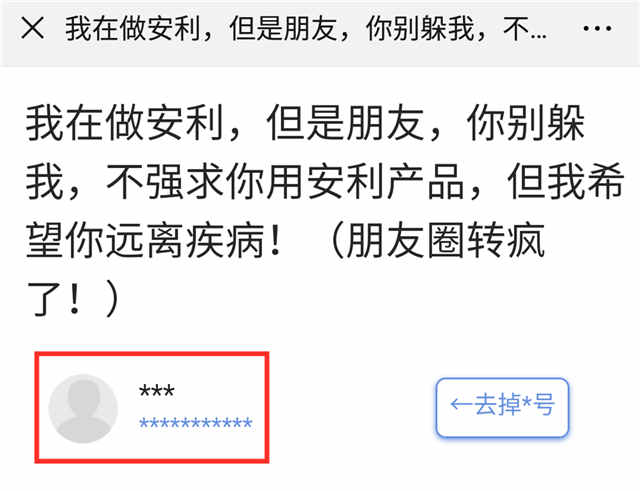 我在做安利，但是朋友，你别躲我，不...
我在做安利，但是朋友，你别躲
我，不强求你用安利产品，但我希
望你远离疾病！（朋友圈转疯
了！）
***
***********
←去掉*号